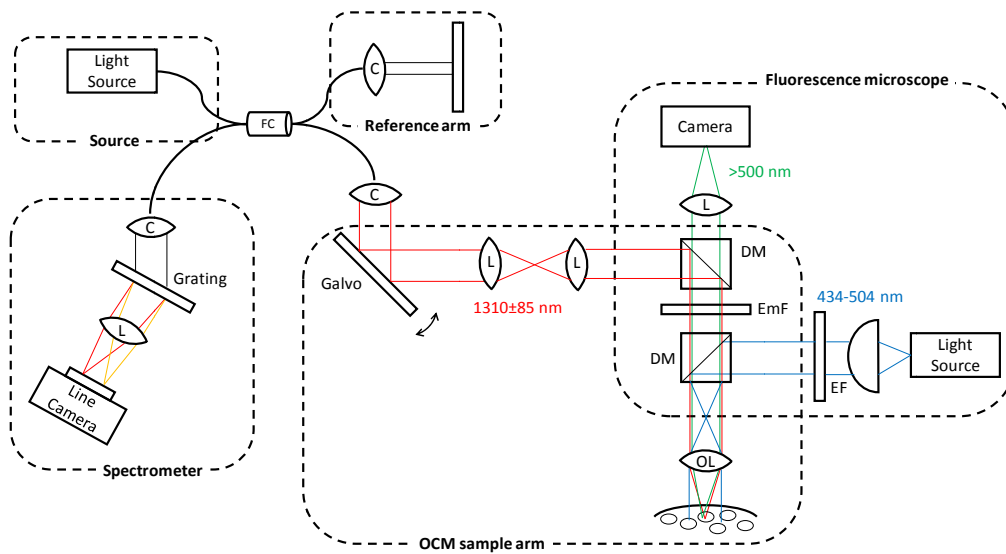 Light
Source
Source
FC
C
Reference arm
Fluorescence microscope
Camera
>500 nm
L
C
DM
Galvo
L
L
1310±85 nm
EmF
434-504 nm
DM
EF
Light
Source
OL
OCM sample arm
C
Grating
L
Line
Camera
Spectrometer